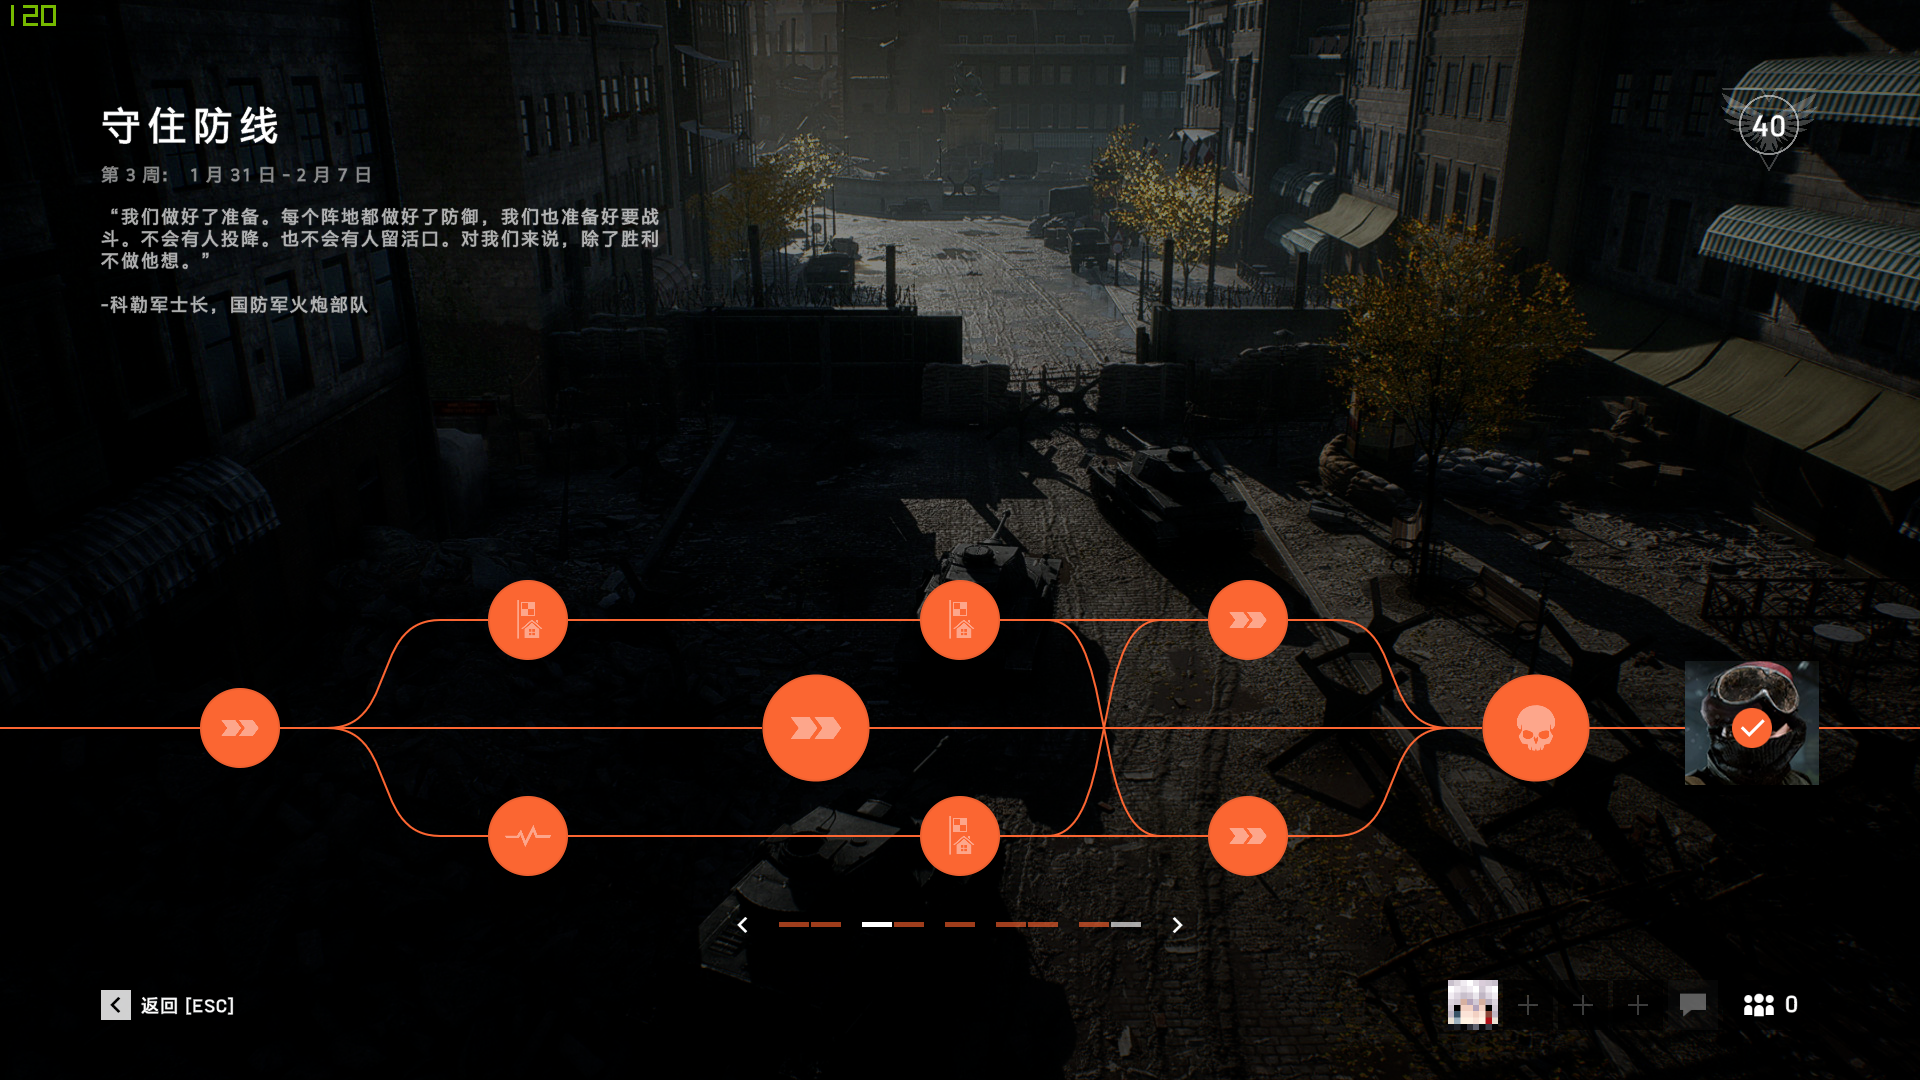 120
守住防线
40
第 3 周： 1 月 31 日 - 2 月 7 日
“我们做好了准备。每个阵地都做好了防御，我们也准备好要战
斗。不会有人投降。也不会有人留活口。对我们来说，除了胜利
不做他想。”
-科勒军士长，国防军火炮部队
返回 [ESC]
0